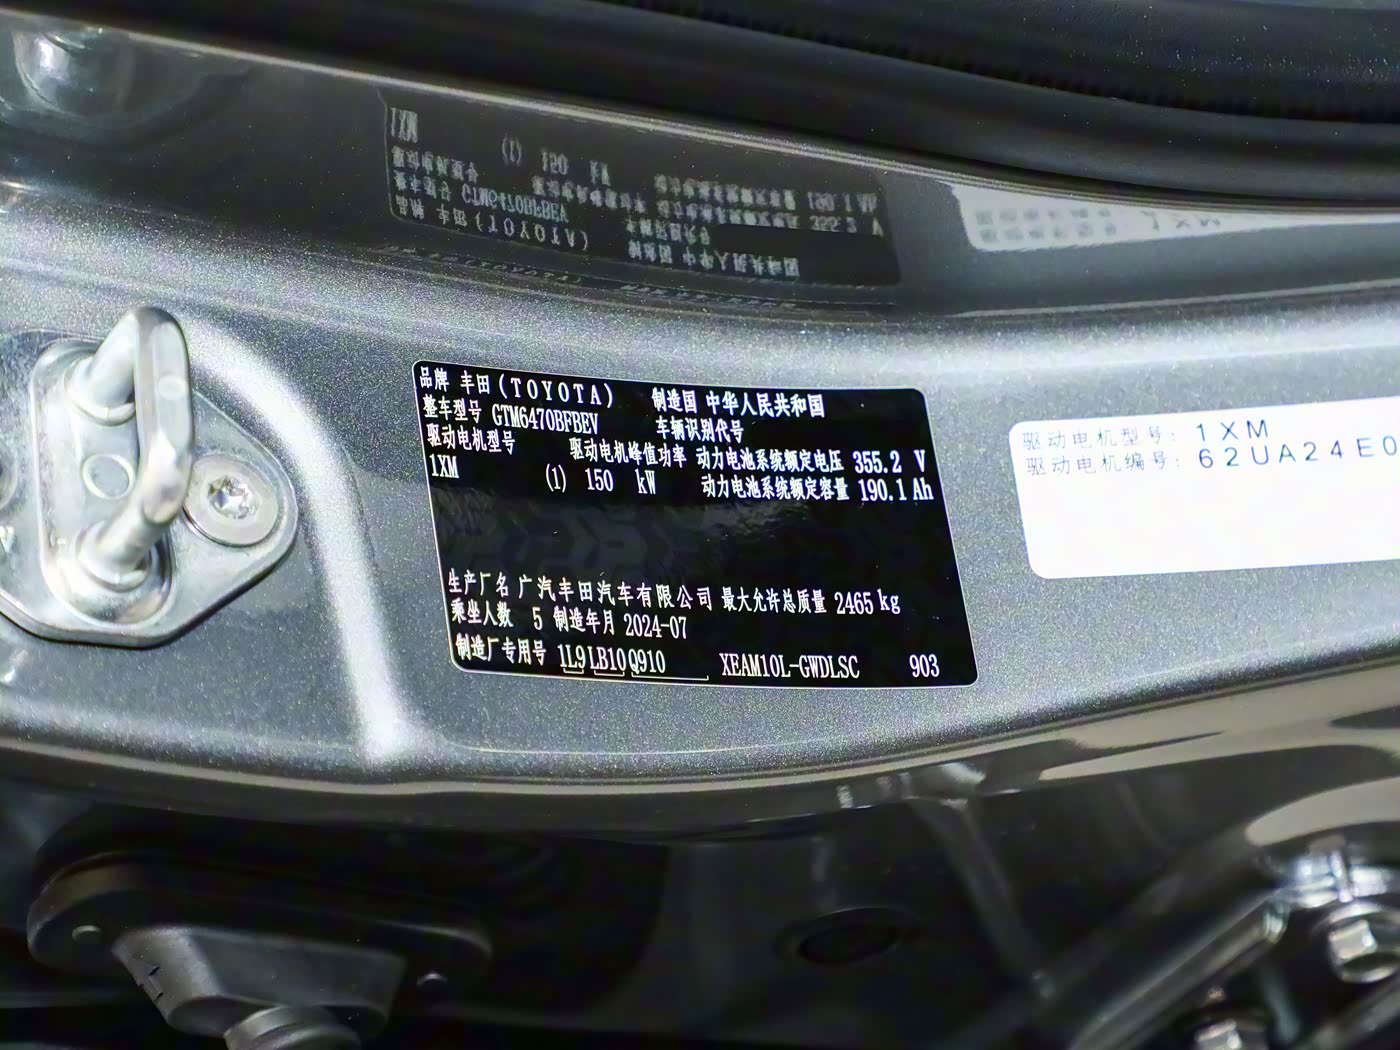 品牌 丰田(TOYOTA) 制造国 中华人民共和国
整车型号 GTM6470BFBEV 车辆识别代号
驱动电机型号 驱动电机峰值功率 动力电池系统额定电压 355.2 V
1XM (1) 150 kW 动力电池系统额定容量 190.1 Ah
生产厂名 广汽丰田汽车有限公司 最大允许总质量 2465 kg
乘坐人数 5 制造年月 2024-07
制造厂专用号 1L9 LB10 Q910 XEAM10L-GWDLSC 903
驱动电机型号: 1XM
驱动电机编号: 62UA24E0